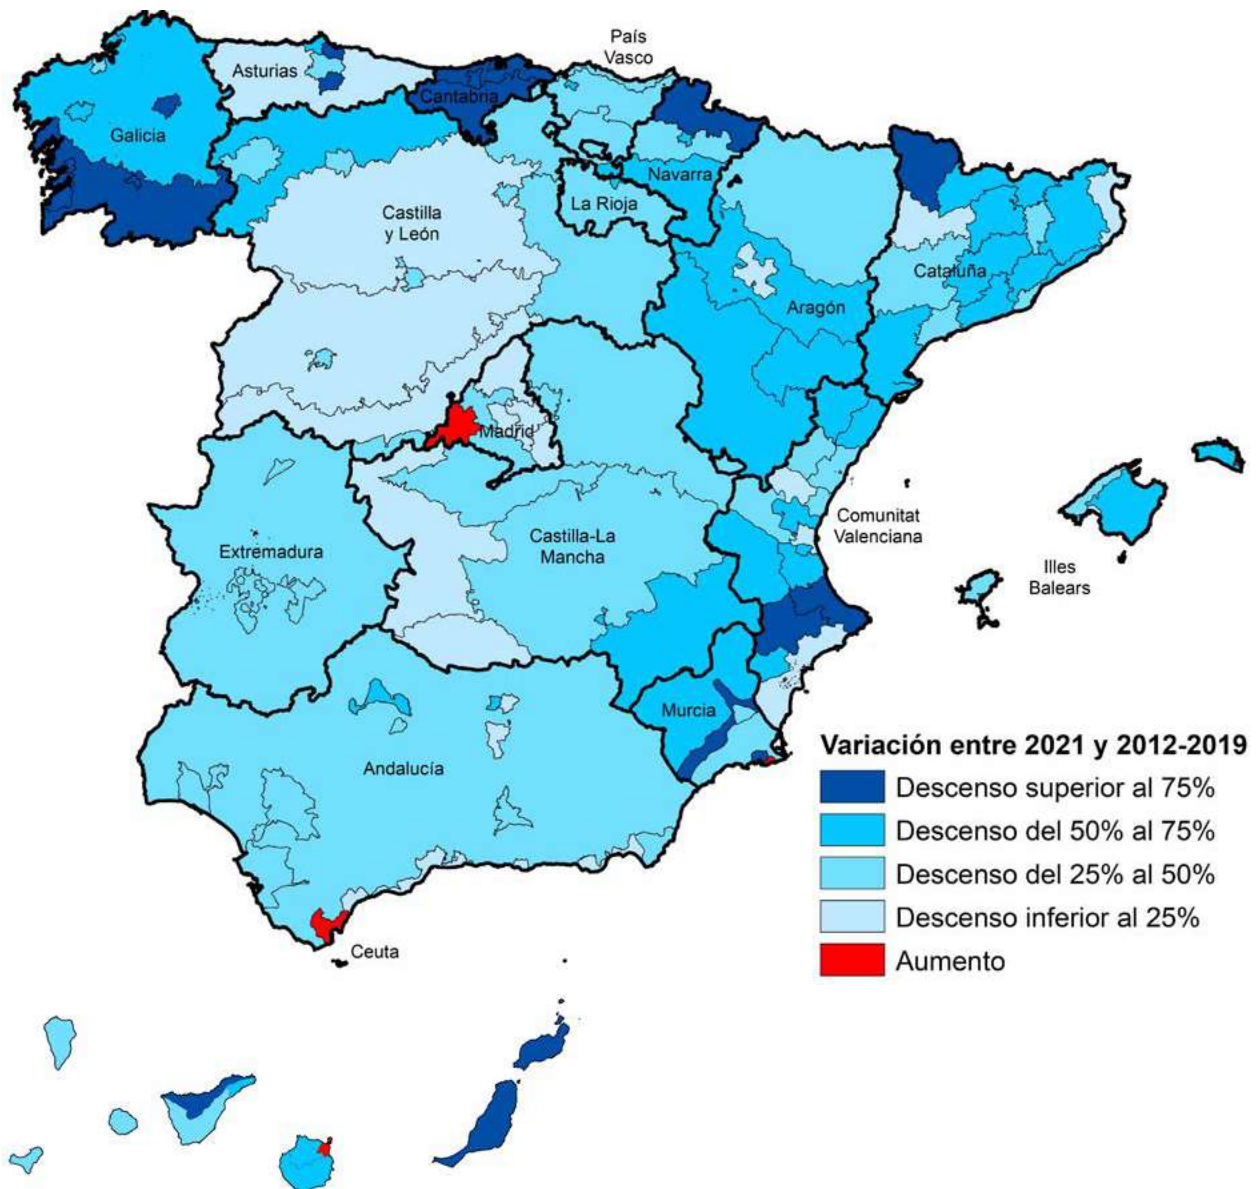 País
Vasco
Asturias
Cantabria
Galicia
Navarra
La Rioja
Castilla
y León
Cataluña
Aragón
Madrid
Comunitat
Valenciana
Castilla-La
Mancha
Extremadura
Illes
Balears
Murcia
Andalucía
Ceuta
Variación entre 2021 y 2012-2019
Descenso superior al 75%
Descenso del 50% al 75%
Descenso del 25% al 50%
Descenso inferior al 25%
Aumento